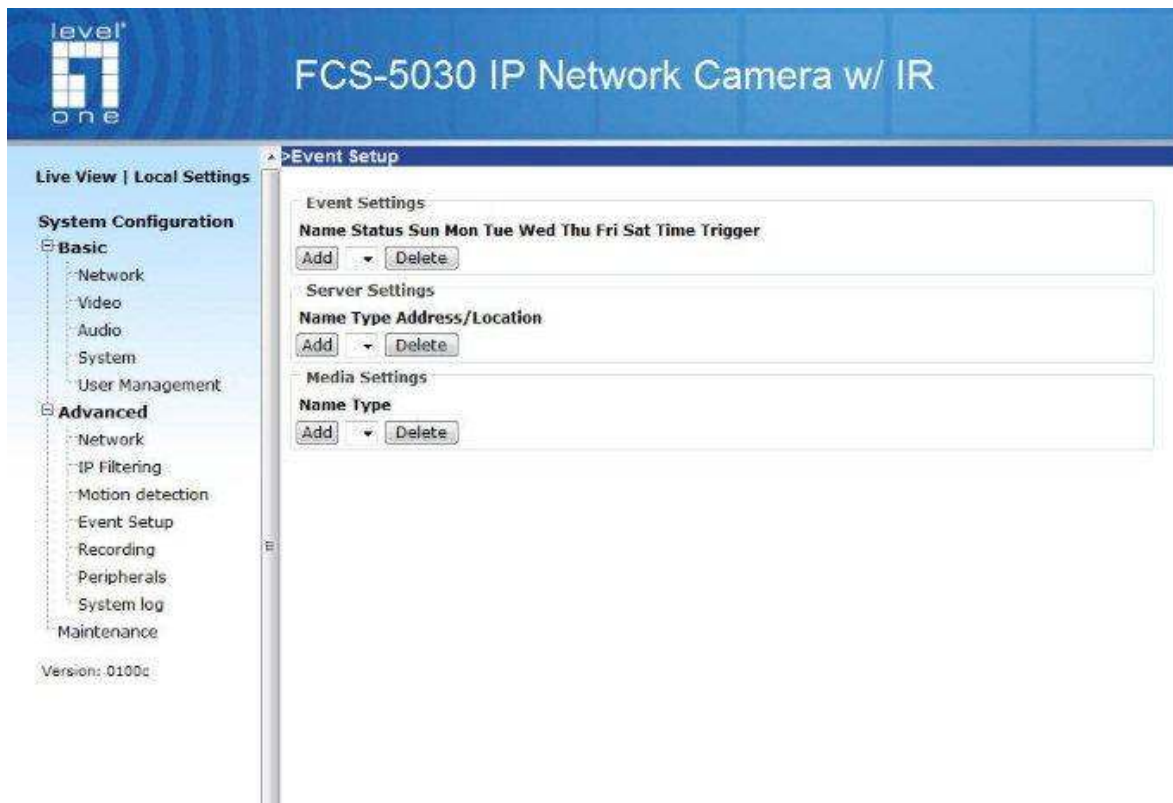 level
one
FCS-5030 IP Network Camera w/ IR
Live View | Local Settings
System Configuration
Basic
Network
Video
Audio
System
User Management
Advanced
Network
IP Filtering
Motion detection
Event Setup
Recording
Peripherals
System log
Maintenance
Version: 0100c
>Event Setup
Event Settings
Name Status Sun Mon Tue Wed Thu Fri Sat Time Trigger
Add Delete
Server Settings
Name Type Address/Location
Add Delete
Media Settings
Name Type
Add Delete